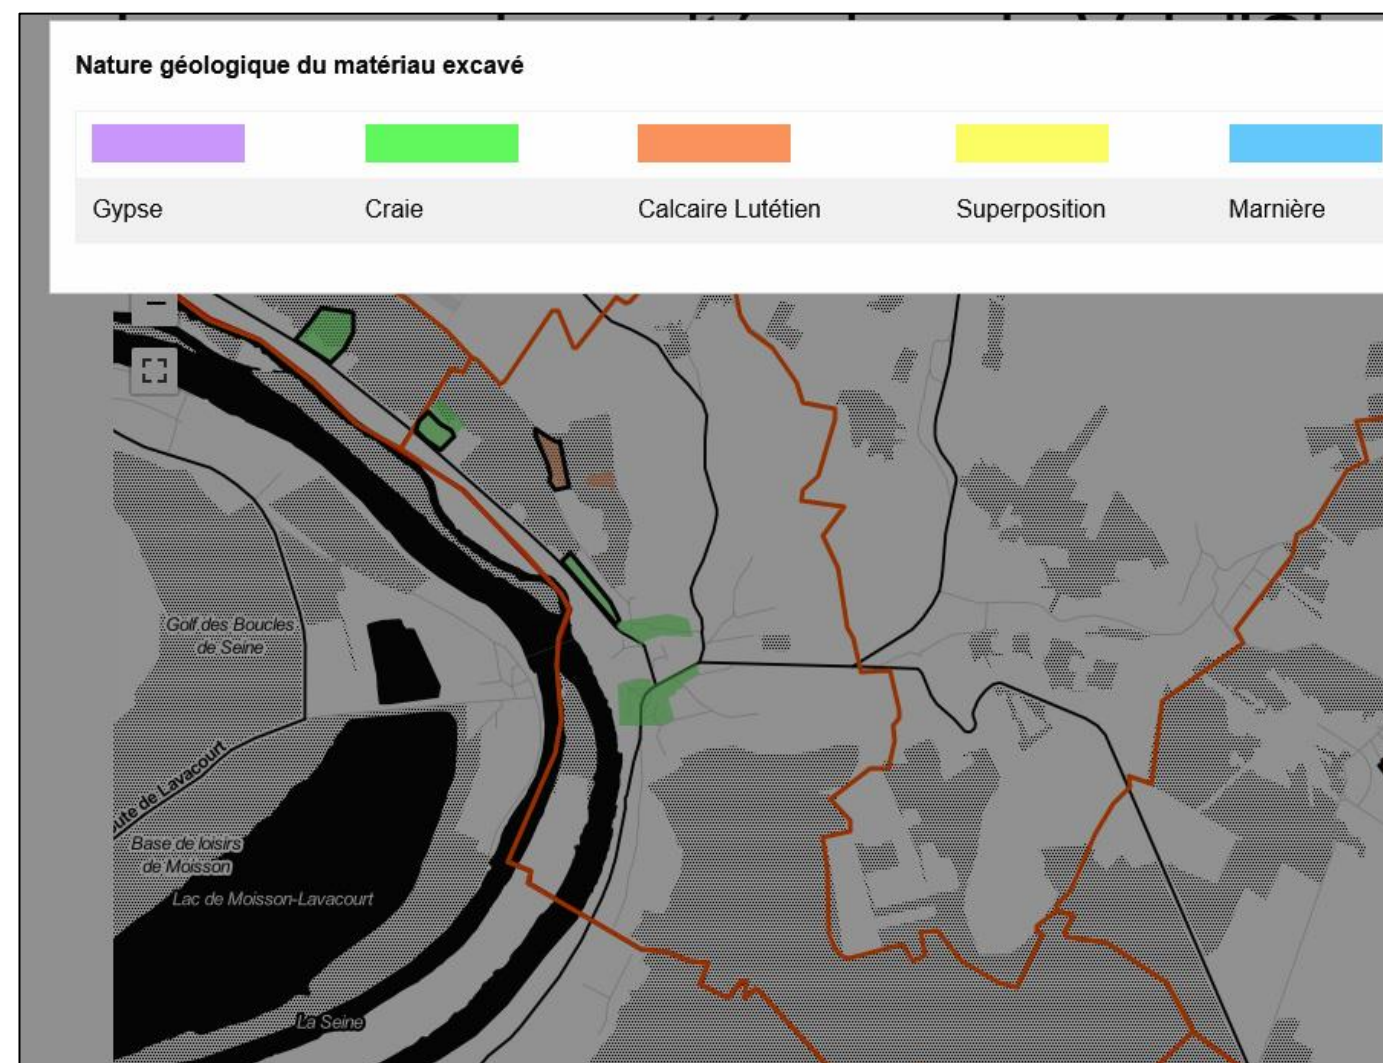 Nature géologique du matériau excavé
Gypse Craie Calcaire Lutétien Superposition Marnière
Golf des Boucles
de Seine
Lavacourt
de
Base de loisirs
de Moisson
Lac de Moisson-Lavacourt
La Seine